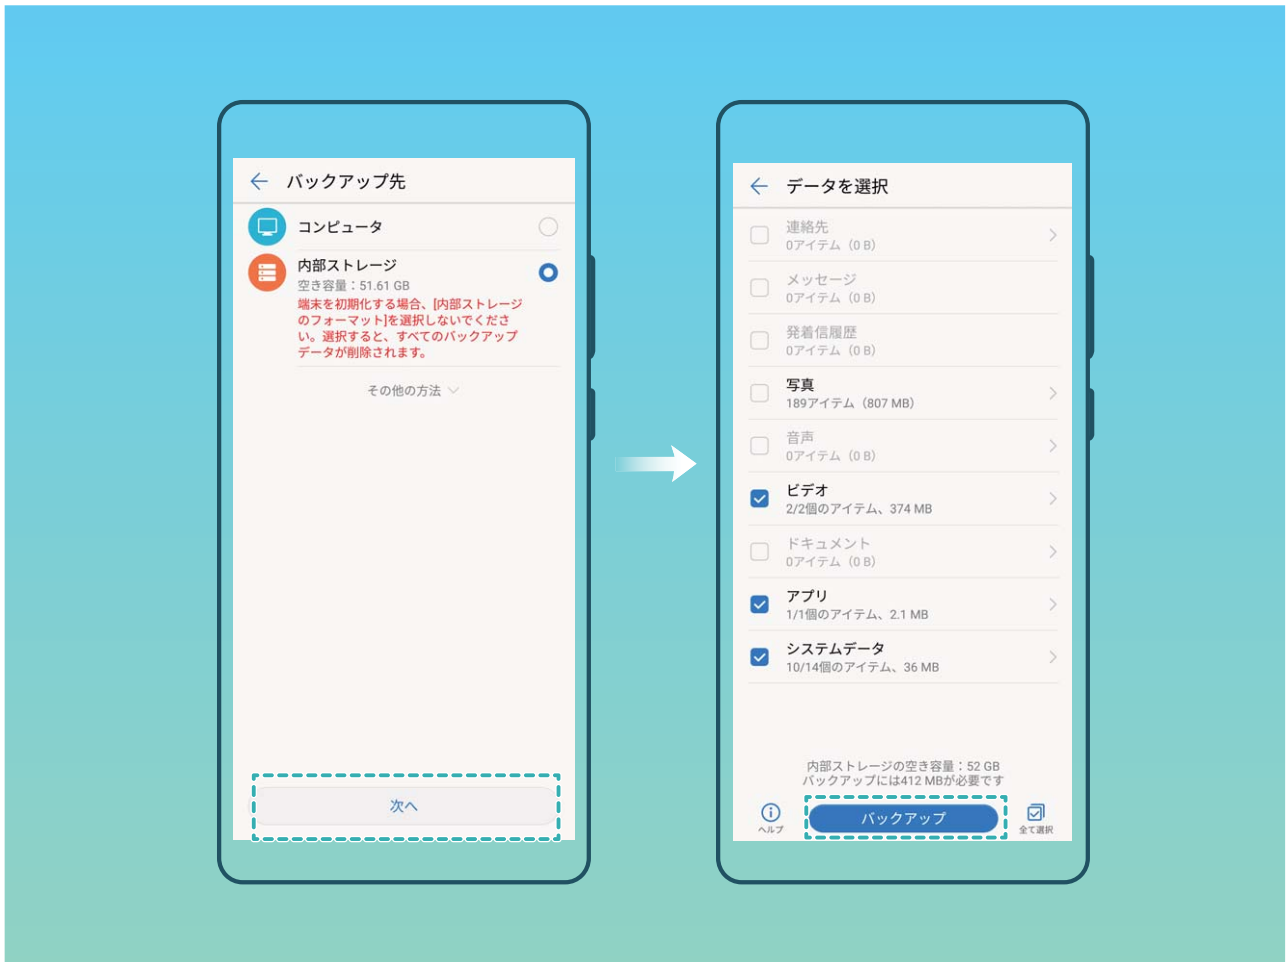 バックアップ先
コンピュータ
内部ストレージ
空き容量：51.61 GB
端末を初期化する場合、[内部ストレージ
のフォーマット]を選択しないでくださ
い。選択すると、すべてのバックアップ
データが削除されます。
その他の方法
次へ
データを選択
連絡先
0アイテム（0 B）
メッセージ
0アイテム（0 B）
発着信履歴
0アイテム（0 B）
写真
189アイテム（807 MB）
音声
0アイテム（0 B）
ビデオ
2/2個のアイテム、374 MB
ドキュメント
0アイテム（0 B）
アプリ
1/1個のアイテム、2.1 MB
システムデータ
10/14個のアイテム、36 MB
内部ストレージの空き容量：52 GB
バックアップには412 MBが必要です
ヘルプ
バックアップ
全て選択